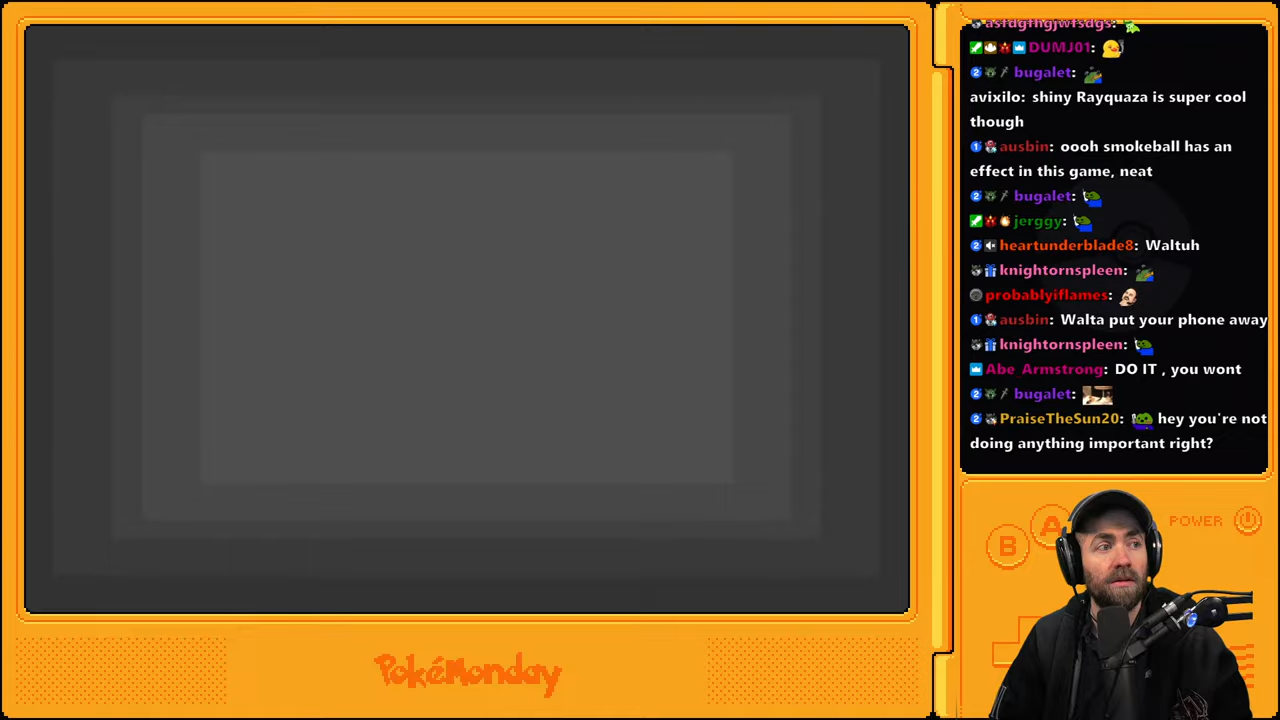 DUMJ01:
bugalet:
avixilo: shiny Rayquaza is super cool
though
ausbin: oooh smokeball has an
effect in this game, neat
bugalet:
jerggy:
heartunderblade8: Waltuh
knightornspleen:
probablyiflames:
ausbin: Walta put your phone away
knightornspleen:
Abe_Armstrong: DO IT , you wont
bugalet:
PraiseTheSun20: hey you're not
doing anything important right?
B
A
POWER
PokéMonday